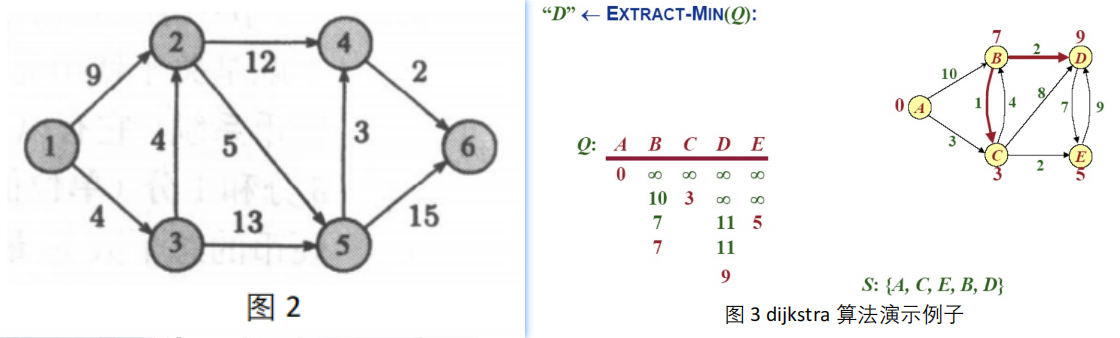 2
4
12
9
2
1
4
5
3
6
4
13
15
3
5
图 2
“D” ← EXTRACT-MIN(Q):
7 9
B 2 D
10
0 A 1 4 8 7 9
3
C 2 E
3 5
Q: A B C D E
0 ∞ ∞ ∞ ∞
10 3 ∞ ∞
7 11 5
7 11
9
S: {A, C, E, B, D}
图 3 dijkstra 算法演示例子